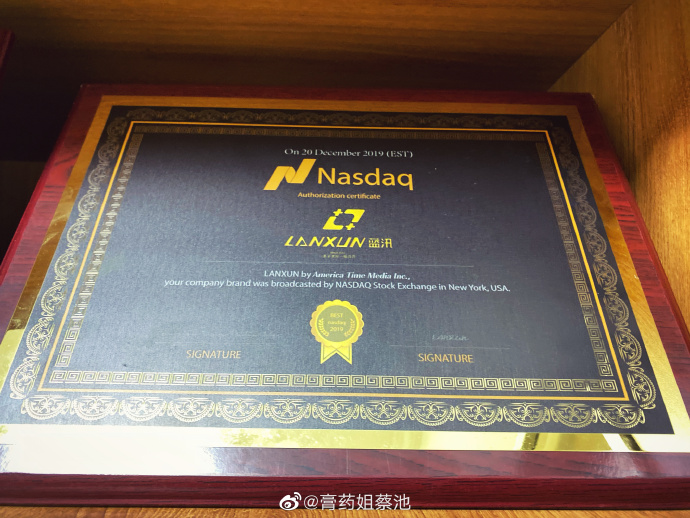 On 20 December 2019 (EST)
Nasdaq
Authorization certificate
LANXUN 蓝汛
LANXUN by America Time Media Inc.,
your company brand was broadcasted by NASDAQ Stock Exchange in New York, USA.
BEST
nasdaq
2019
SIGNATURE
SIGNATURE
@膏药姐蔡池